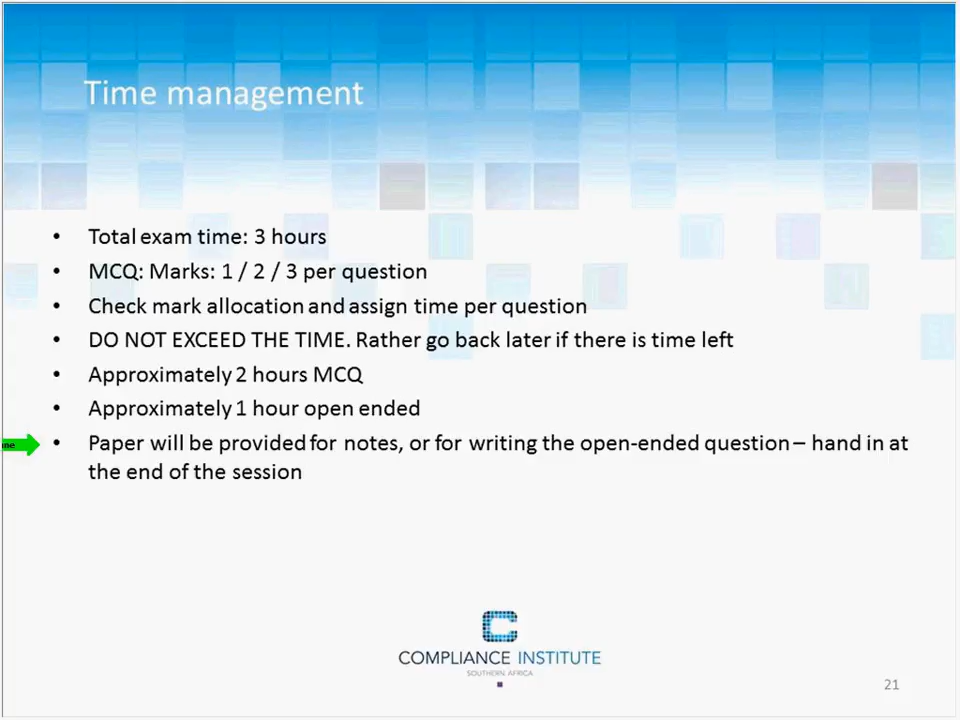 Time management
• Total exam time: 3 hours
• MCQ: Marks: 1 / 2 / 3 per question
• Check mark allocation and assign time per question
• DO NOT EXCEED THE TIME. Rather go back later if there is time left
• Approximately 2 hours MCQ
• Approximately 1 hour open ended
• Paper will be provided for notes, or for writing the open-ended question – hand in at
the end of the session
C
COMPLIANCE INSTITUTE
SOUTHERN AFRICA
21